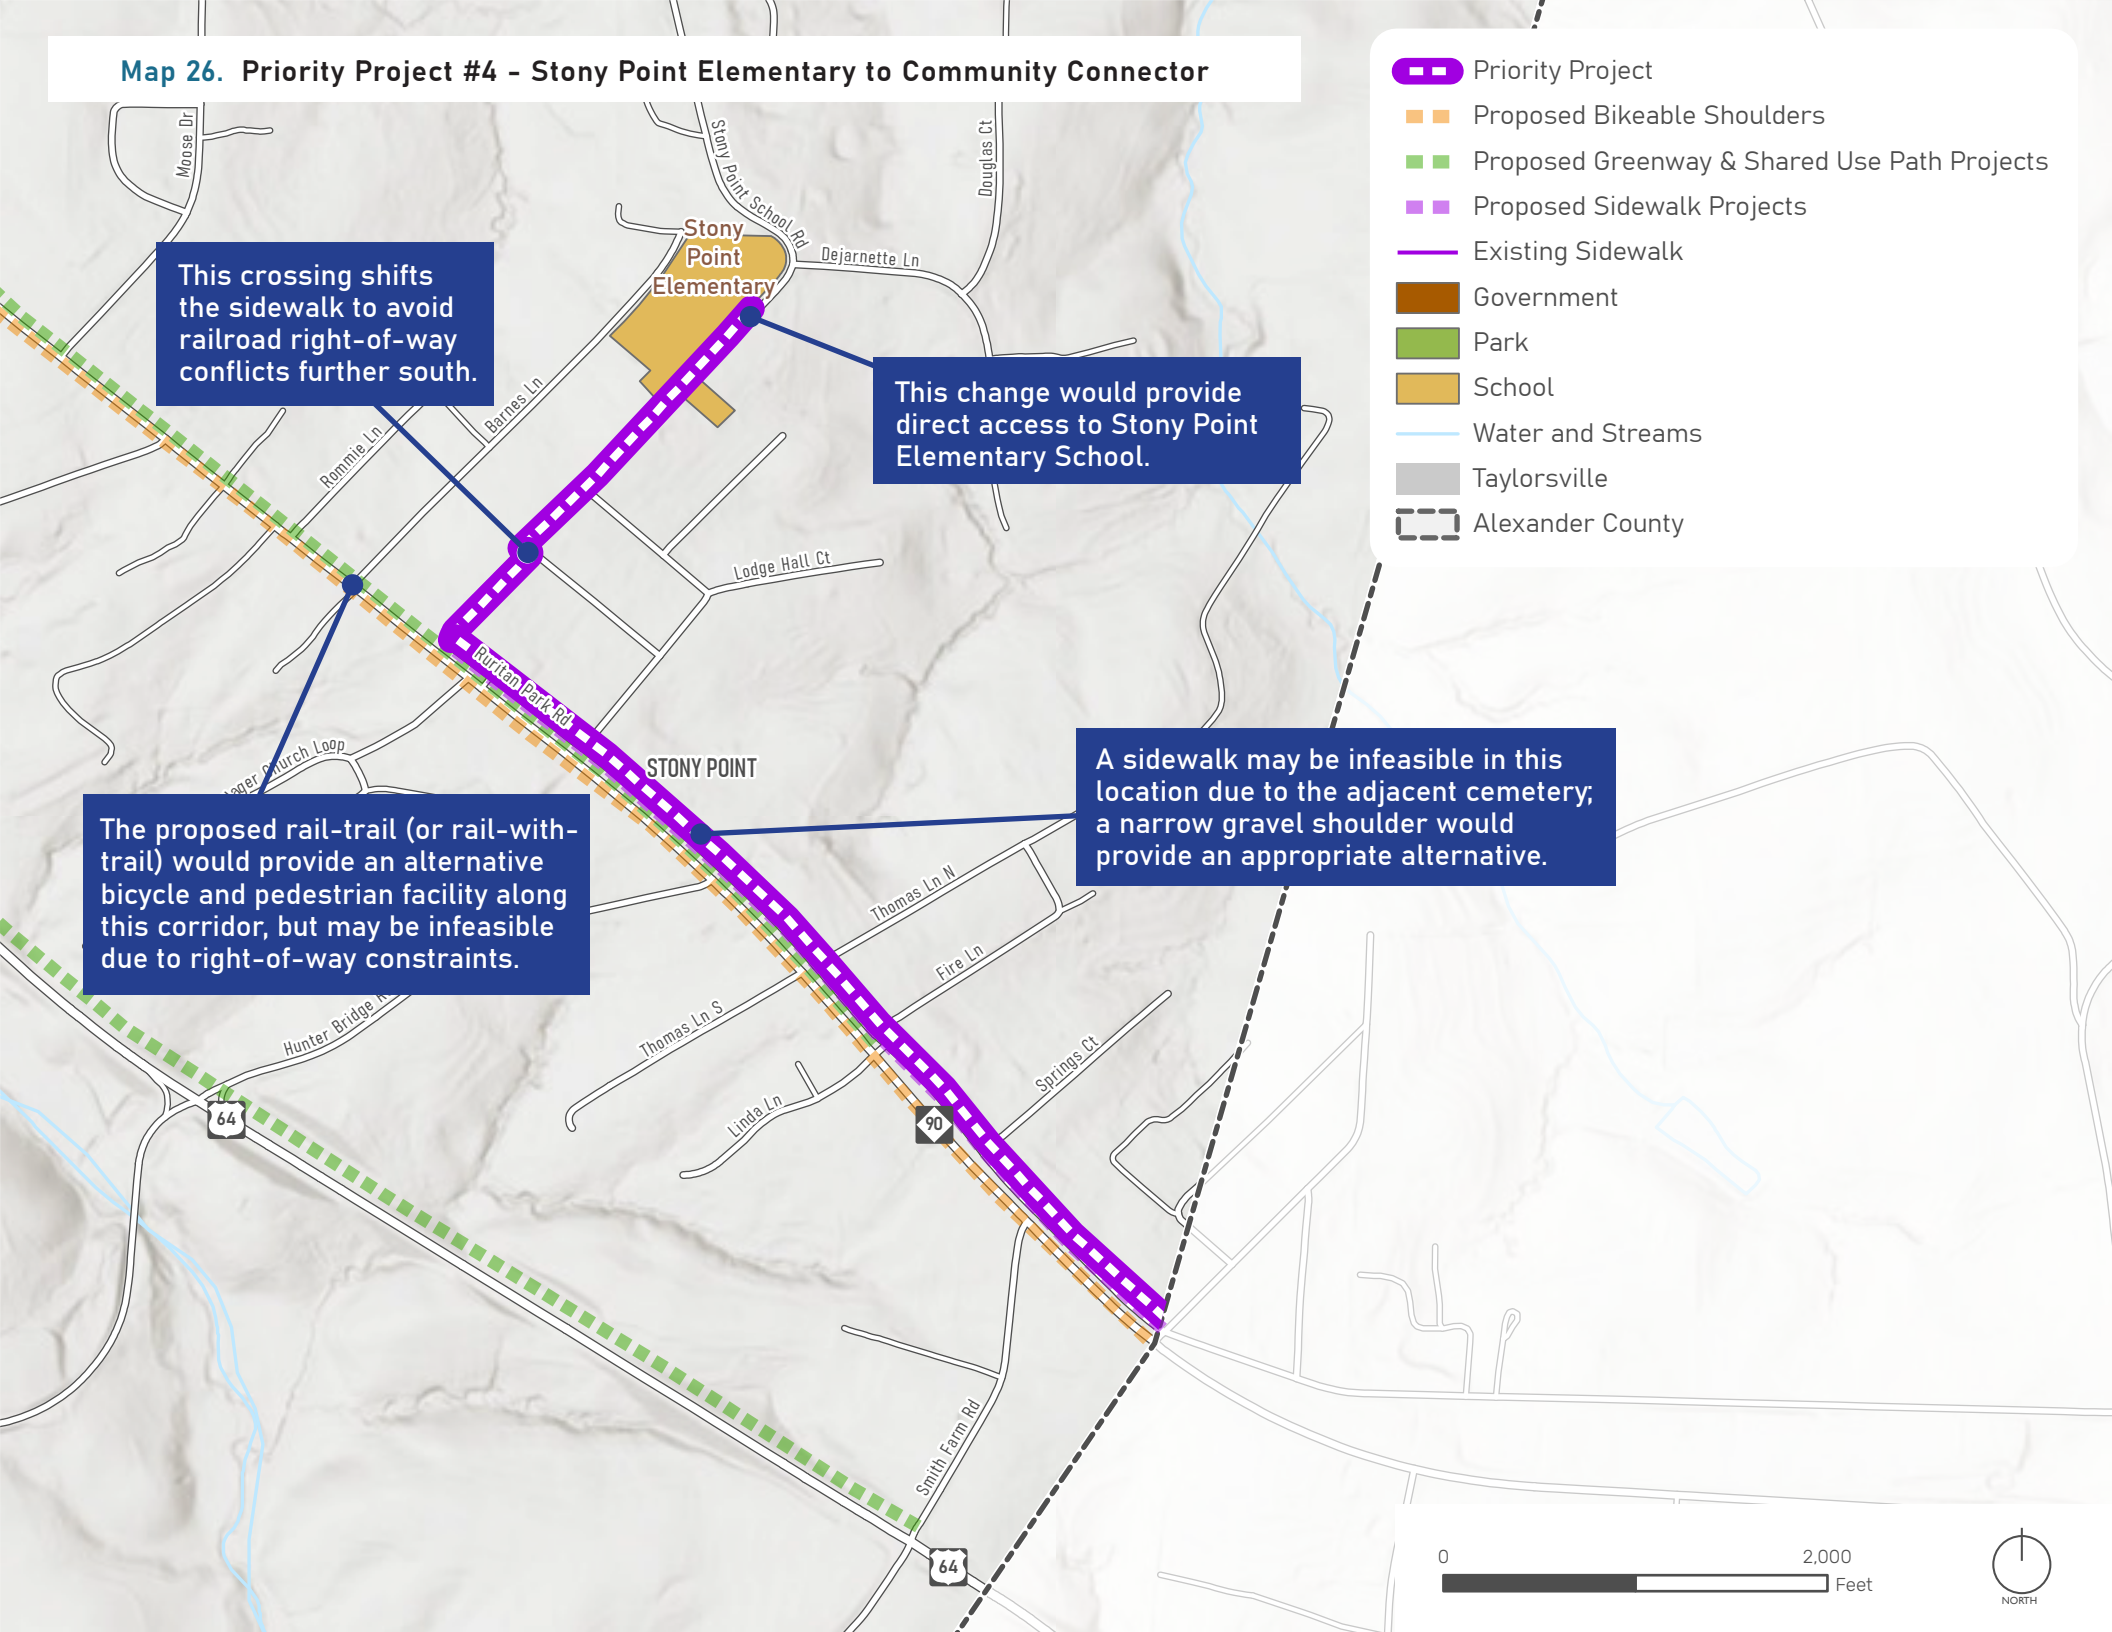 Map 26. Priority Project #4 - Stony Point Elementary to Community Connector
Priority Project
Proposed Bikeable Shoulders
Proposed Greenway & Shared Use Path Projects
Proposed Sidewalk Projects
Existing Sidewalk
Government
Park
School
Water and Streams
Taylorsville
Alexander County
Moose Dr
Stony Point School Rd
Douglas Ct
Dejarnette Ln
Stony
Point
Elementary
This crossing shifts
the sidewalk to avoid
railroad right-of-way
conflicts further south.
This change would provide
direct access to Stony Point
Elementary School.
Barnes Ln
Rommie Ln
Lodge Hall Ct
Ruritan Park Rd
STONY POINT
Church Loop
A sidewalk may be infeasible in this
location due to the adjacent cemetery;
a narrow gravel shoulder would
provide an appropriate alternative.
The proposed rail-trail (or rail-with-
trail) would provide an alternative
bicycle and pedestrian facility along
this corridor, but may be infeasible
due to right-of-way constraints.
Thomas Ln N
Fire Ln
Thomas Ln S
Hunter Bridge
Springs Ct
Linda Ln
64
90
Smith Farm Rd
64
0 2,000
Feet
NORTH